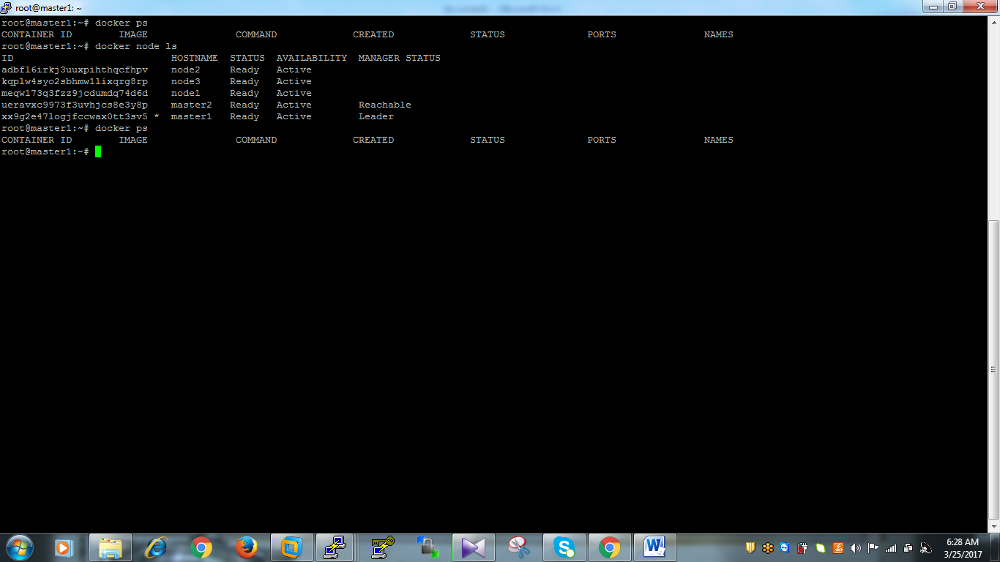 root@master1: ~
root@master1:~# docker ps
CONTAINER ID        IMAGE               COMMAND             CREATED             STATUS              PORTS               NAMES
root@master1:~# docker node ls
ID                           HOSTNAME  STATUS  AVAILABILITY  MANAGER STATUS
adbfl6irkj3uuxpihthqcfhpv    node2     Ready   Active
kqplw4syo2sbhmw1lixqrg8rp    node3     Ready   Active
meqw173q3fzz9jcdumdq74d6d    node1     Ready   Active
ueravxc9973f3uvhjcs8e3y8p    master2   Ready   Active        Reachable
xx9g2e47logjfccwax0tt3sv5 *  master1   Ready   Active        Leader
root@master1:~# docker ps
CONTAINER ID        IMAGE               COMMAND             CREATED             STATUS              PORTS               NAMES
root@master1:~#
6:28 AM
3/25/2017